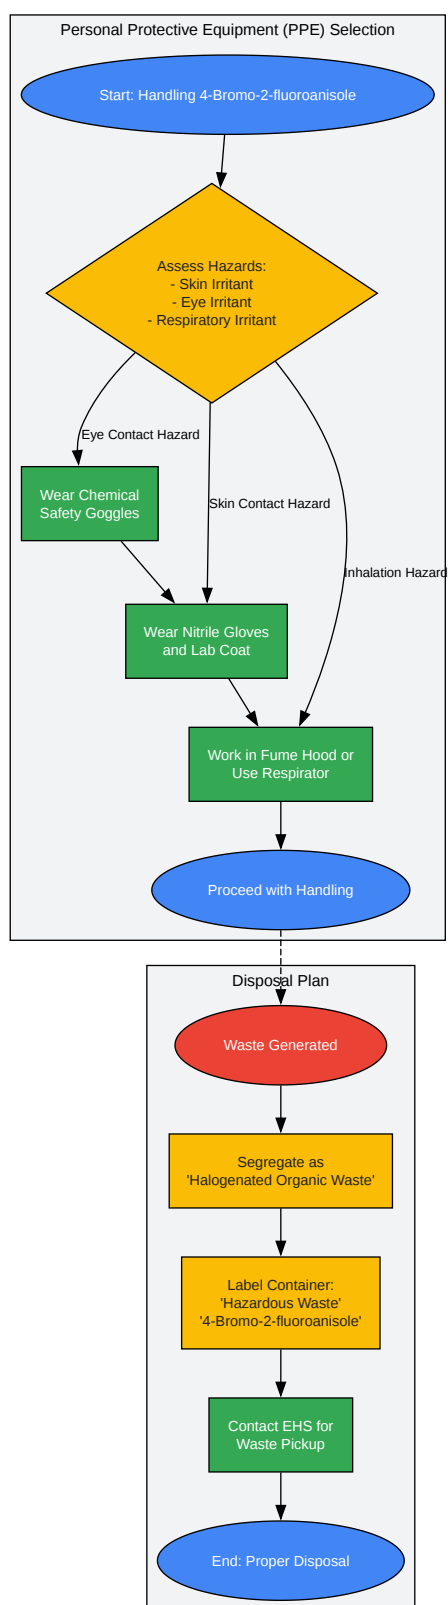 Personal Protective Equipment (PPE) Selection
Start: Handling 4-Bromo-2-fluoroanisole
Assess Hazards:
- Skin Irritant
- Eye Irritant
- Respiratory Irritant
Eye Contact Hazard
Wear Chemical
Safety Goggles
Skin Contact Hazard
Inhalation Hazard
Wear Nitrile Gloves
and Lab Coat
Work in Fume Hood or
Use Respirator
Proceed with Handling
Disposal Plan
Waste Generated
Segregate as
'Halogenated Organic Waste'
Label Container:
'Hazardous Waste'
'4-Bromo-2-fluoroanisole'
Contact EHS for
Waste Pickup
End: Proper Disposal